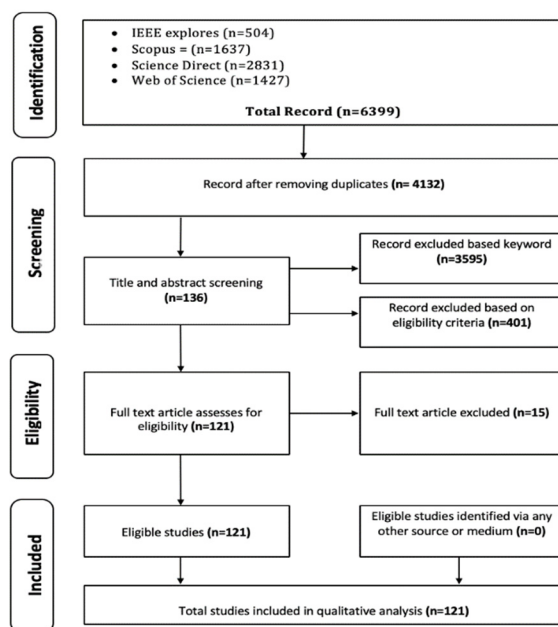 Identification
• IEEE explores (n=504)
• Scopus = (n=1637)
• Science Direct (n=2831)
• Web of Science (n=1427)
Total Record (n=6399)
Screening
Record after removing duplicates (n= 4132)
Title and abstract screening
(n=136)
Record excluded based keyword
(n=3595)
Record excluded based on
eligibility criteria (n=401)
Eligibility
Full text article assesses for
eligibility (n=121)
Full text article excluded (n=15)
Included
Eligible studies (n=121)
Eligible studies identified via any
other source or medium (n=0)
Total studies included in qualitative analysis (n=121)